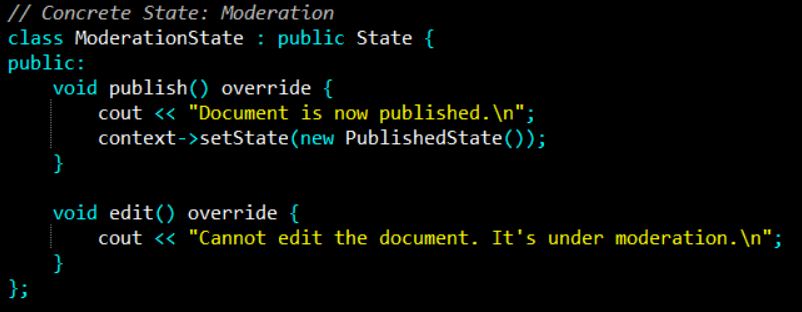 // Concrete State: Moderation
class ModerationState : public State {
public:
    void publish() override {
        cout << "Document is now published.\n";
        context->setState(new PublishedState());
    }

    void edit() override {
        cout << "Cannot edit the document. It's under moderation.\n";
    }
};